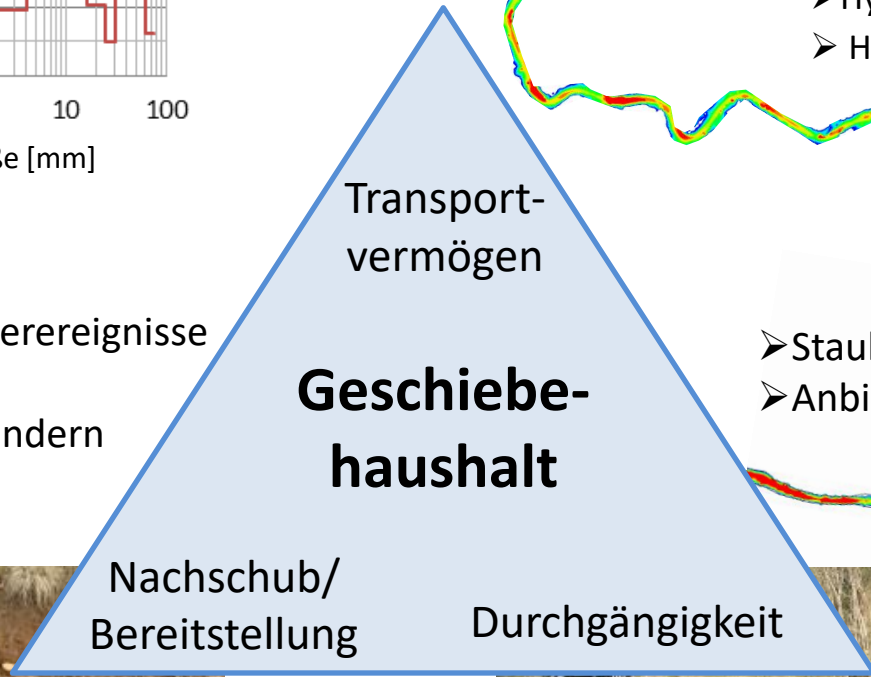 10 100
[mm]
H
Transport-
vermögen
Geschiebe-
haushalt
Nachschub/
Bereitstellung
Durchgängigkeit